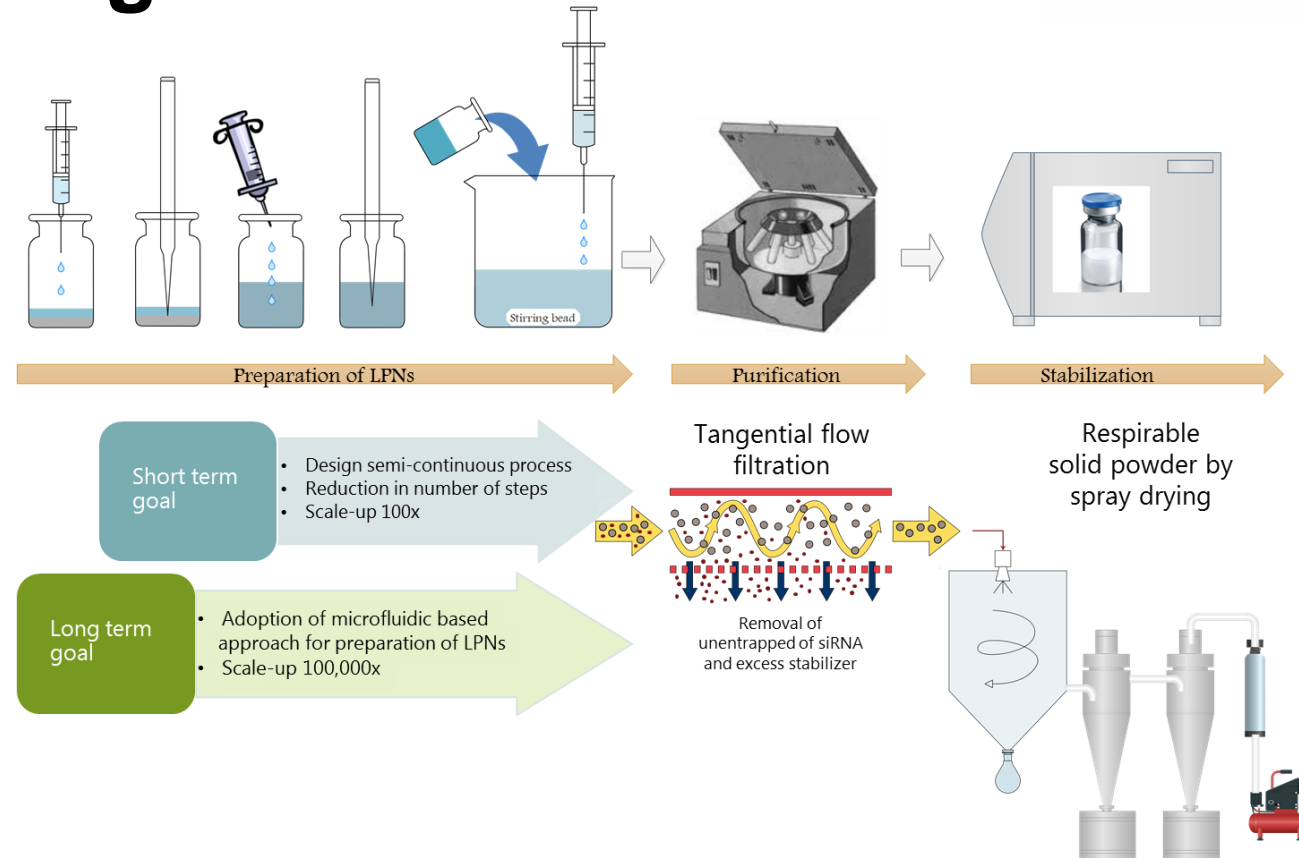 Stirring bead
Preparation of LPNs
Purification
Stabilization
Short term
goal
• Design semi-continuous process
• Reduction in number of steps
• Scale-up 100x
Long term
goal
• Adoption of microfluidic based
approach for preparation of LPNs
• Scale-up 100,000x
Tangential flow
filtration
Removal of
unentrapped of siRNA
and excess stabilizer
Respirable
solid powder by
spray drying